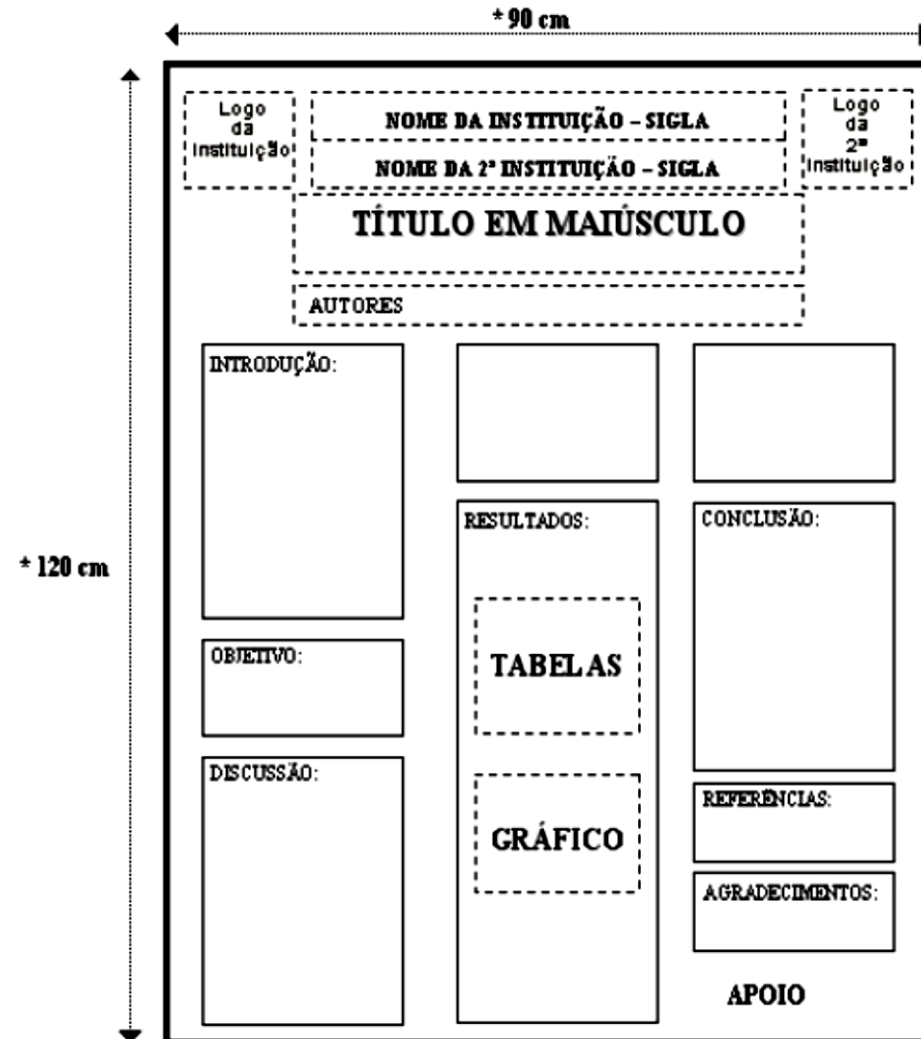 * 90 cm
Logo
da
Instituição
NOME DA INSTITUIÇÃO – SIGLA
NOME DA 2ª INSTITUIÇÃO – SIGLA
Logo
da
2ª
Instituição
TÍTULO EM MAIÚSCULO
AUTORES
* 120 cm
INTRODUÇÃO:
OBJETIVO:
DISCUSSÃO:
RESULTADOS:
TABELAS
GRÁFICO
CONCLUSÃO:
REFERÊNCIAS:
AGRADECIMENTOS:
APOIO